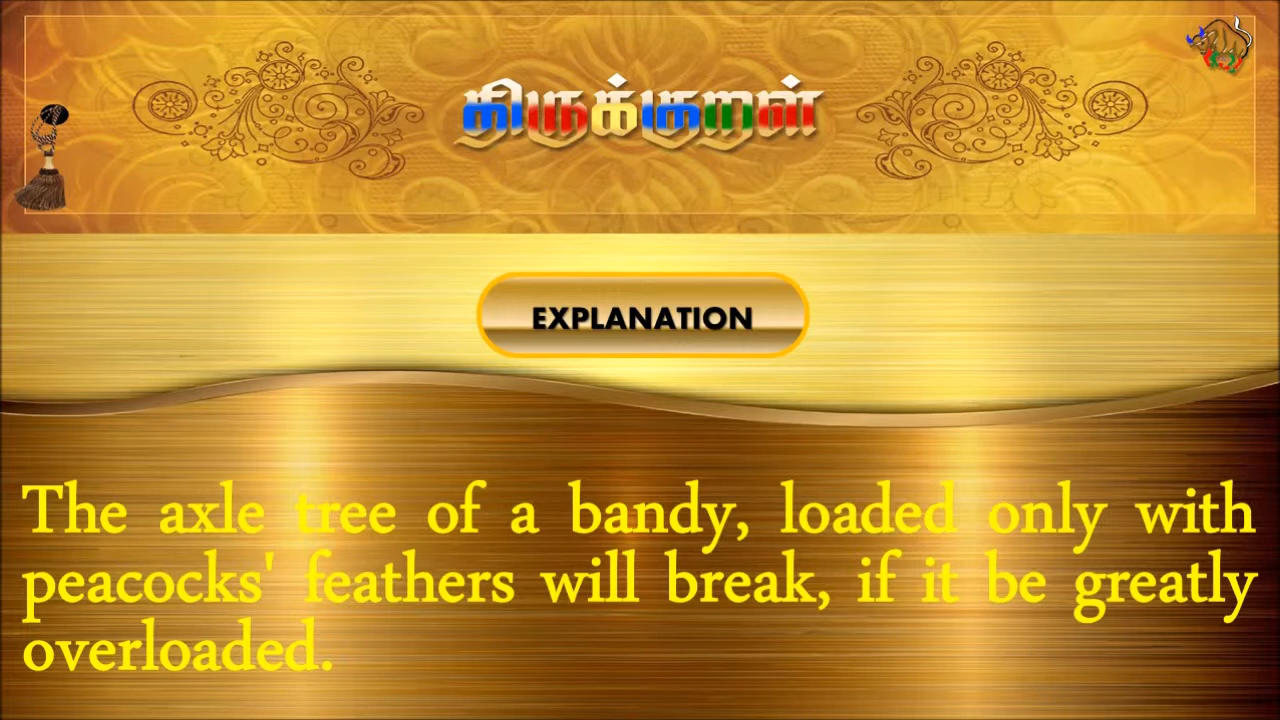 திருக்குறள்
EXPLANATION
The axle tree of a bandy, loaded only with
peacocks' feathers will break, if it be greatly
overloaded.